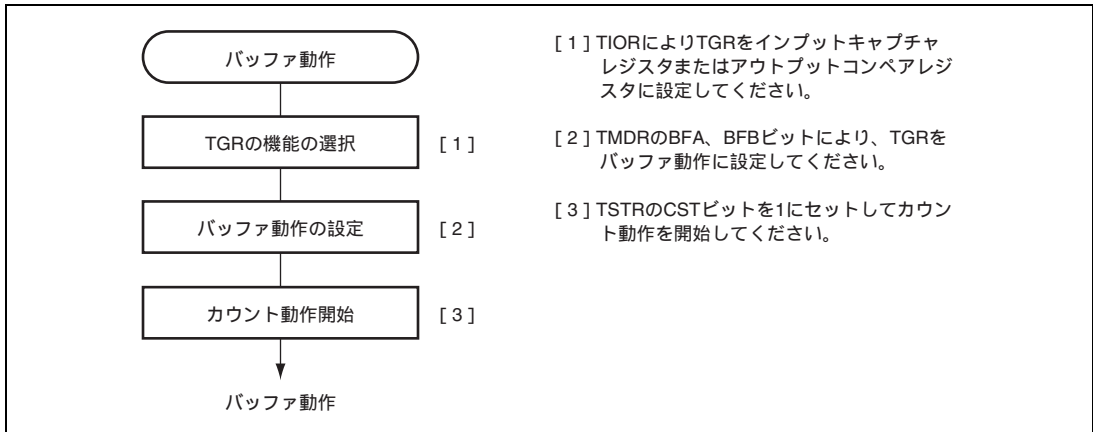 バッファ動作
TGRの機能の選択
[ 1 ]
バッファ動作の設定
[ 2 ]
カウント動作開始
[ 3 ]
バッファ動作
[ 1 ] TIORによりTGRをインプットキャプチャ
レジスタまたはアウトプットコンペアレジ
スタに設定してください。
[ 2 ] TMDRのBFA、BFBビットにより、TGRを
バッファ動作に設定してください。
[ 3 ] TSTRのCSTビットを1にセットしてカウン
ト動作を開始してください。